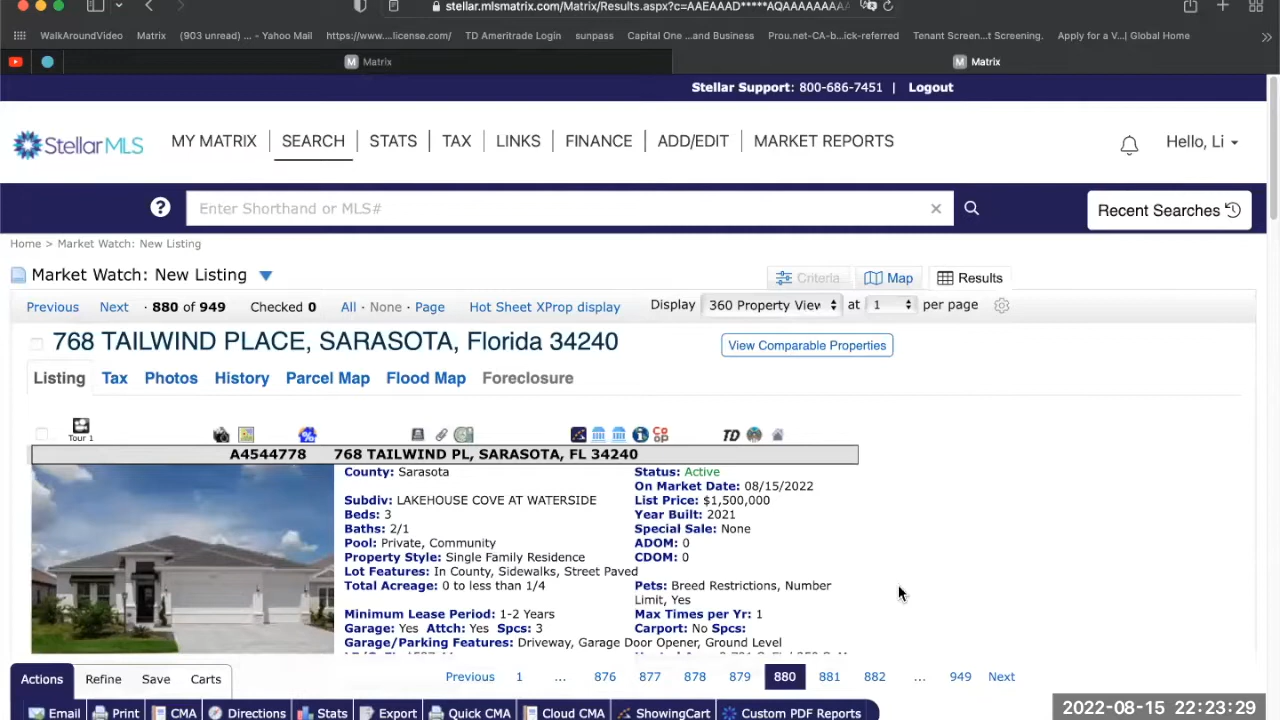 stellar.mlsmatrix.com/Matrix/Results.aspx?c=AAEAAAD*****AQAAAAAAAA
WalkAroundVideo Matrix (903 unread) ... - Yahoo Mail https://www....license.com/ TD Ameritrade Login sunpass Capital One ...and Business Prou.net-CA-b...ick-referred Tenant Screen...t Screening. Apply for a V...| Global Home
M Matrix M Matrix
Stellar Support: 800-686-7451 | Logout
StellarMLS MY MATRIX SEARCH STATS TAX LINKS FINANCE ADD/EDIT MARKET REPORTS Hello, Li
? Enter Shorthand or MLS# Recent Searches
Home > Market Watch: New Listing
Market Watch: New Listing Criteria Map Results
Previous Next · 880 of 949 Checked 0 All · None · Page Hot Sheet XProp display Display 360 Property View at 1 per page
768 TAILWIND PLACE, SARASOTA, Florida 34240 View Comparable Properties
Listing Tax Photos History Parcel Map Flood Map Foreclosure
Tour 1 TD
A4544778 768 TAILWIND PL, SARASOTA, FL 34240
County: Sarasota Status: Active
On Market Date: 08/15/2022
Subdiv: LAKEHOUSE COVE AT WATERSIDE List Price: $1,500,000
Beds: 3 Year Built: 2021
Baths: 2/1 Special Sale: None
Pool: Private, Community ADOM: 0
Property Style: Single Family Residence CDOM: 0
Lot Features: In County, Sidewalks, Street Paved
Total Acreage: 0 to less than 1/4 Pets: Breed Restrictions, Number
Limit, Yes
Minimum Lease Period: 1-2 Years Max Times per Yr: 1
Garage: Yes Attch: Yes Spcs: 3 Carport: No Spcs:
Garage/Parking Features: Driveway, Garage Door Opener, Ground Level
Actions Refine Save Carts Previous 1 ... 876 877 878 879 880 881 882 ... 949 Next
Email Print CMA Directions Stats Export Quick CMA Cloud CMA ShowingCart Custom PDF Reports
2022-08-15 22:23:29